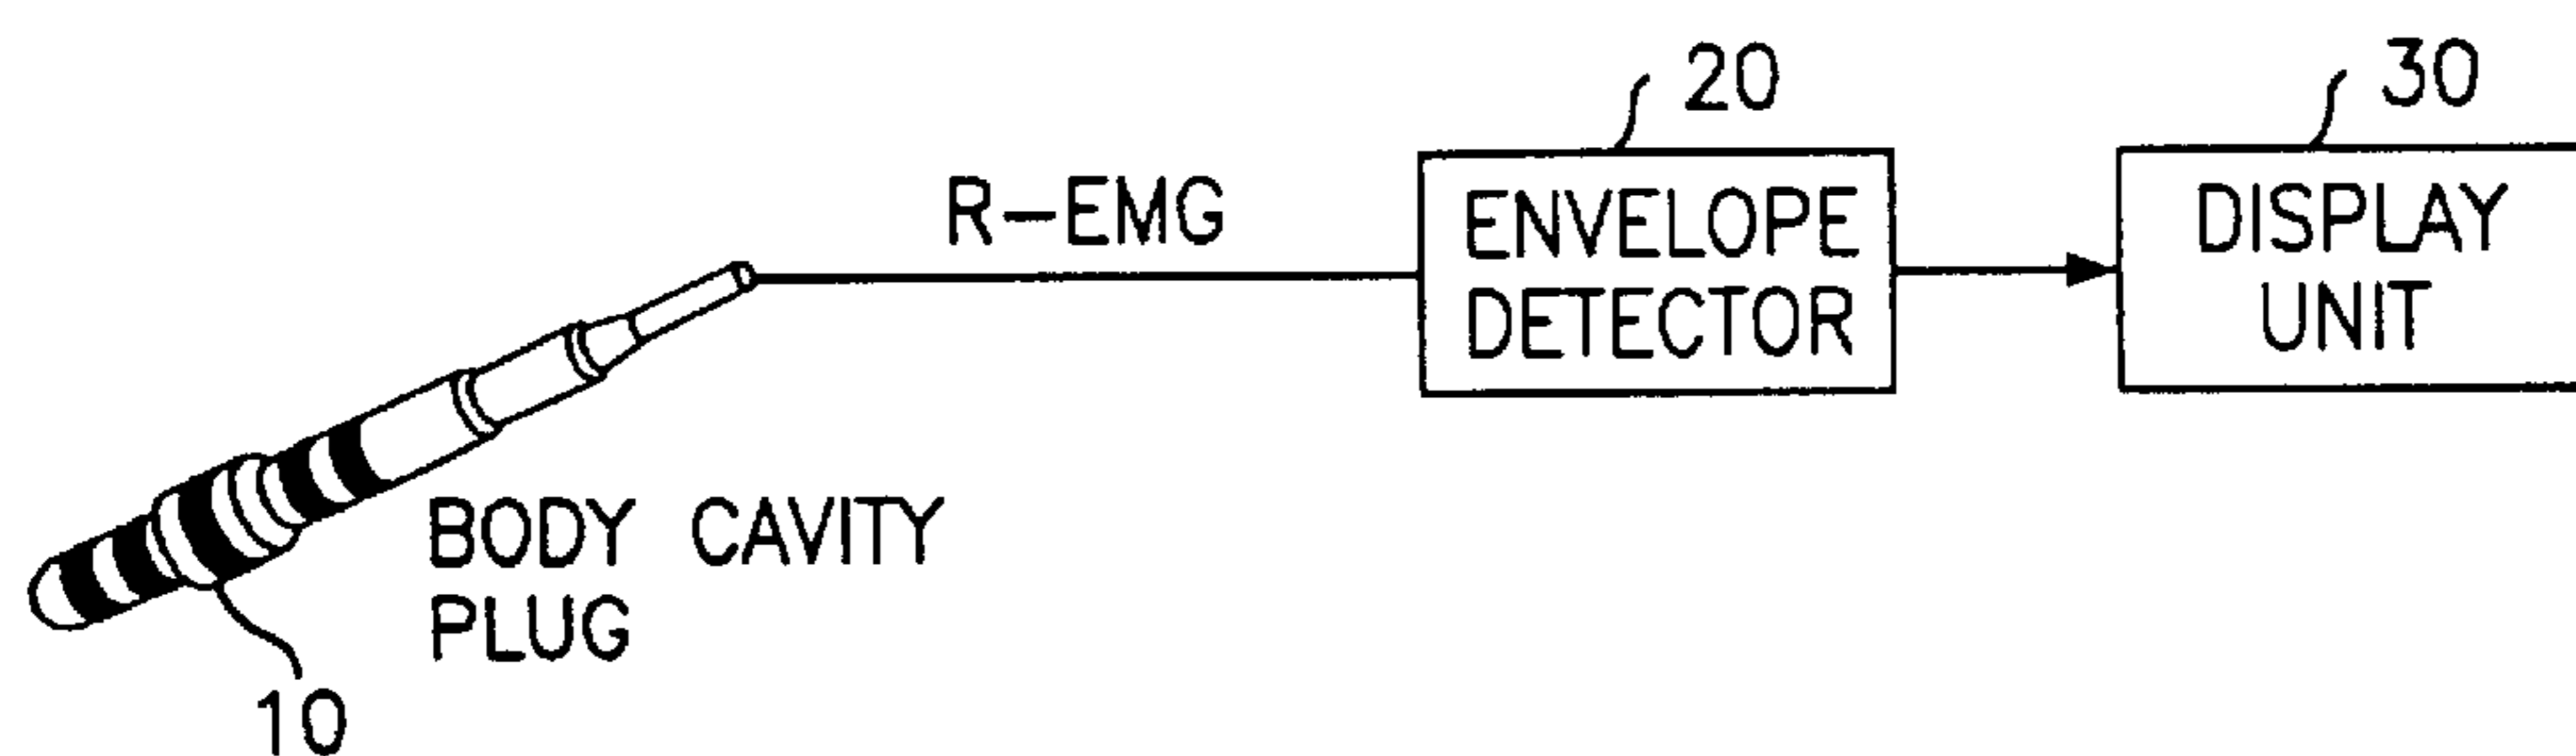 20
30
R-EMG
ENVELOPE
DETECTOR
DISPLAY
UNIT
BODY CAVITY
PLUG
10